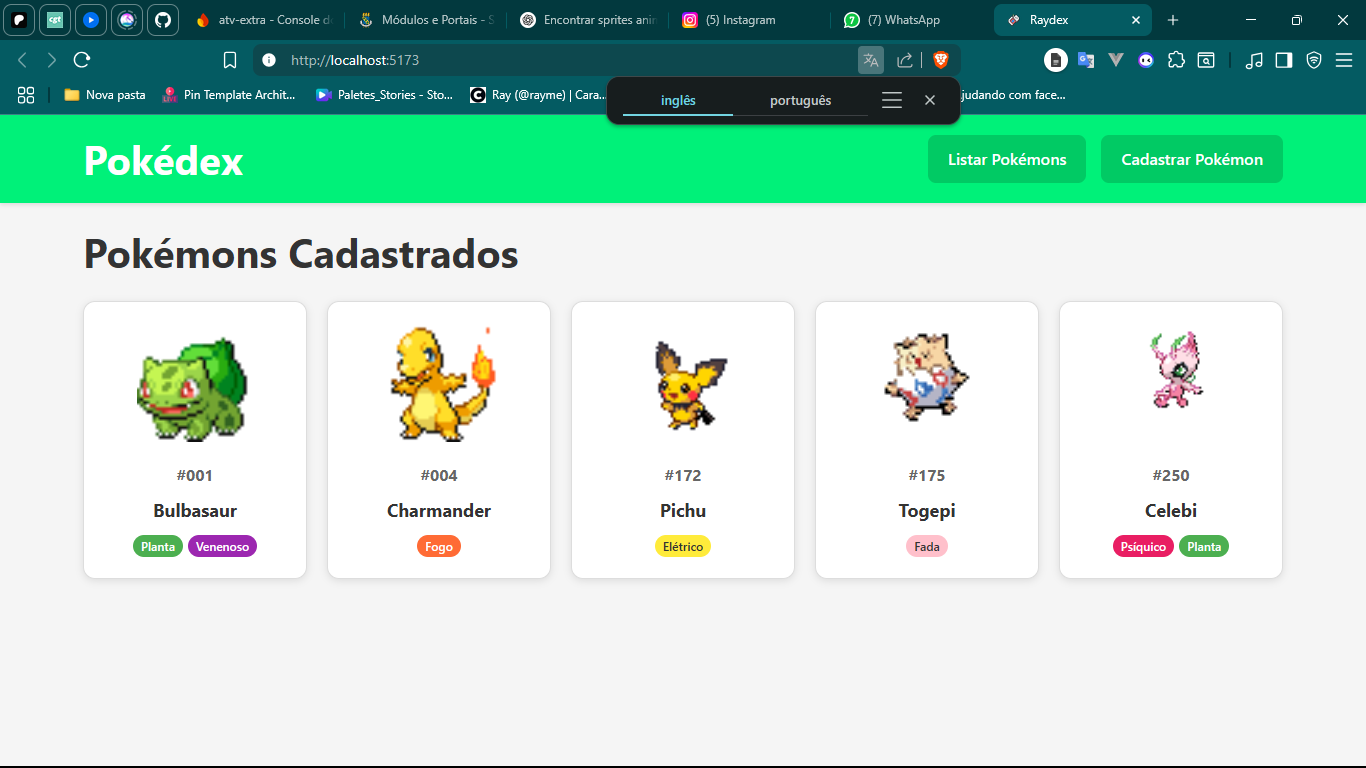 atv-extra - Console d
Módulos e Portais - S
Encontrar sprites anin
(5) Instagram
(7) WhatsApp
Raydex
http://localhost:5173
Nova pasta
Pin Template Archit...
Paletes_Stories - Sto...
Ray (@rayme) | Cara...
judando com face...
inglês
português
Pokédex
Listar Pokémons
Cadastrar Pokémon
Pokémons Cadastrados
#001
Bulbasaur
Planta
Venenoso
#004
Charmander
Fogo
#172
Pichu
Elétrico
#175
Togepi
Fada
#250
Celebi
Psíquico
Planta